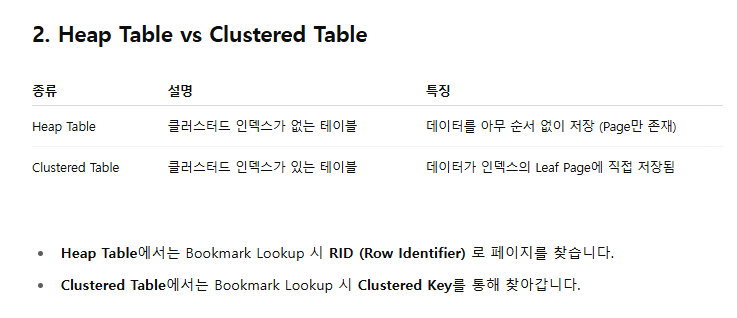 2. Heap Table vs Clustered Table
종류 설명 특징
Heap Table 클러스터드 인덱스가 없는 테이블 데이터를 아무 순서 없이 저장 (Page만 존재)
Clustered Table 클러스터드 인덱스가 있는 테이블 데이터가 인덱스의 Leaf Page에 직접 저장됨
• Heap Table에서는 Bookmark Lookup 시 RID (Row Identifier) 로 페이지를 찾습니다.
• Clustered Table에서는 Bookmark Lookup 시 Clustered Key를 통해 찾아갑니다.